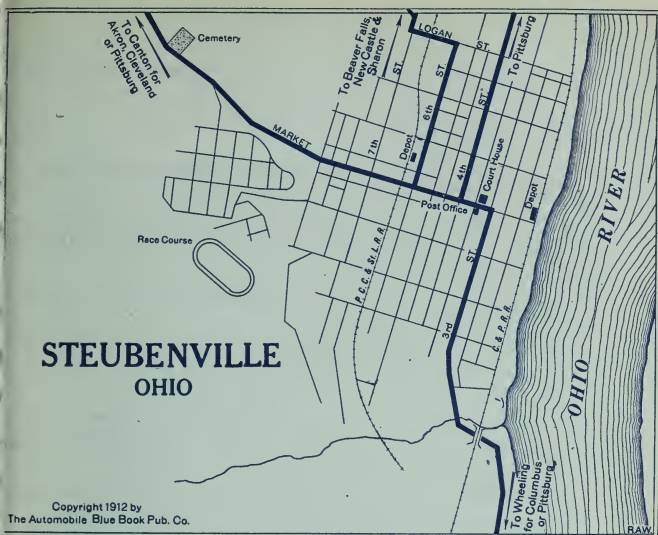 To Canton for
Akron, Cleveland
or Pittsburg
Cemetery
To Beaver Falls,
New Castle &
Sharon
LOGAN
ST.
To Pittsburg
ST.
ST.
ST.
MARKET
7th
Depot
6th
4th
Court House
Post Office
Depot
Race Course
P. C. C. & St. L. R. R.
ST.
3rd
C. & P. R. R.
OHIO RIVER
STEUBENVILLE
OHIO
To Wheeling
for Columbus
or Pittsburg
Copyright 1912 by
The Automobile Blue Book Pub. Co.
RAW.